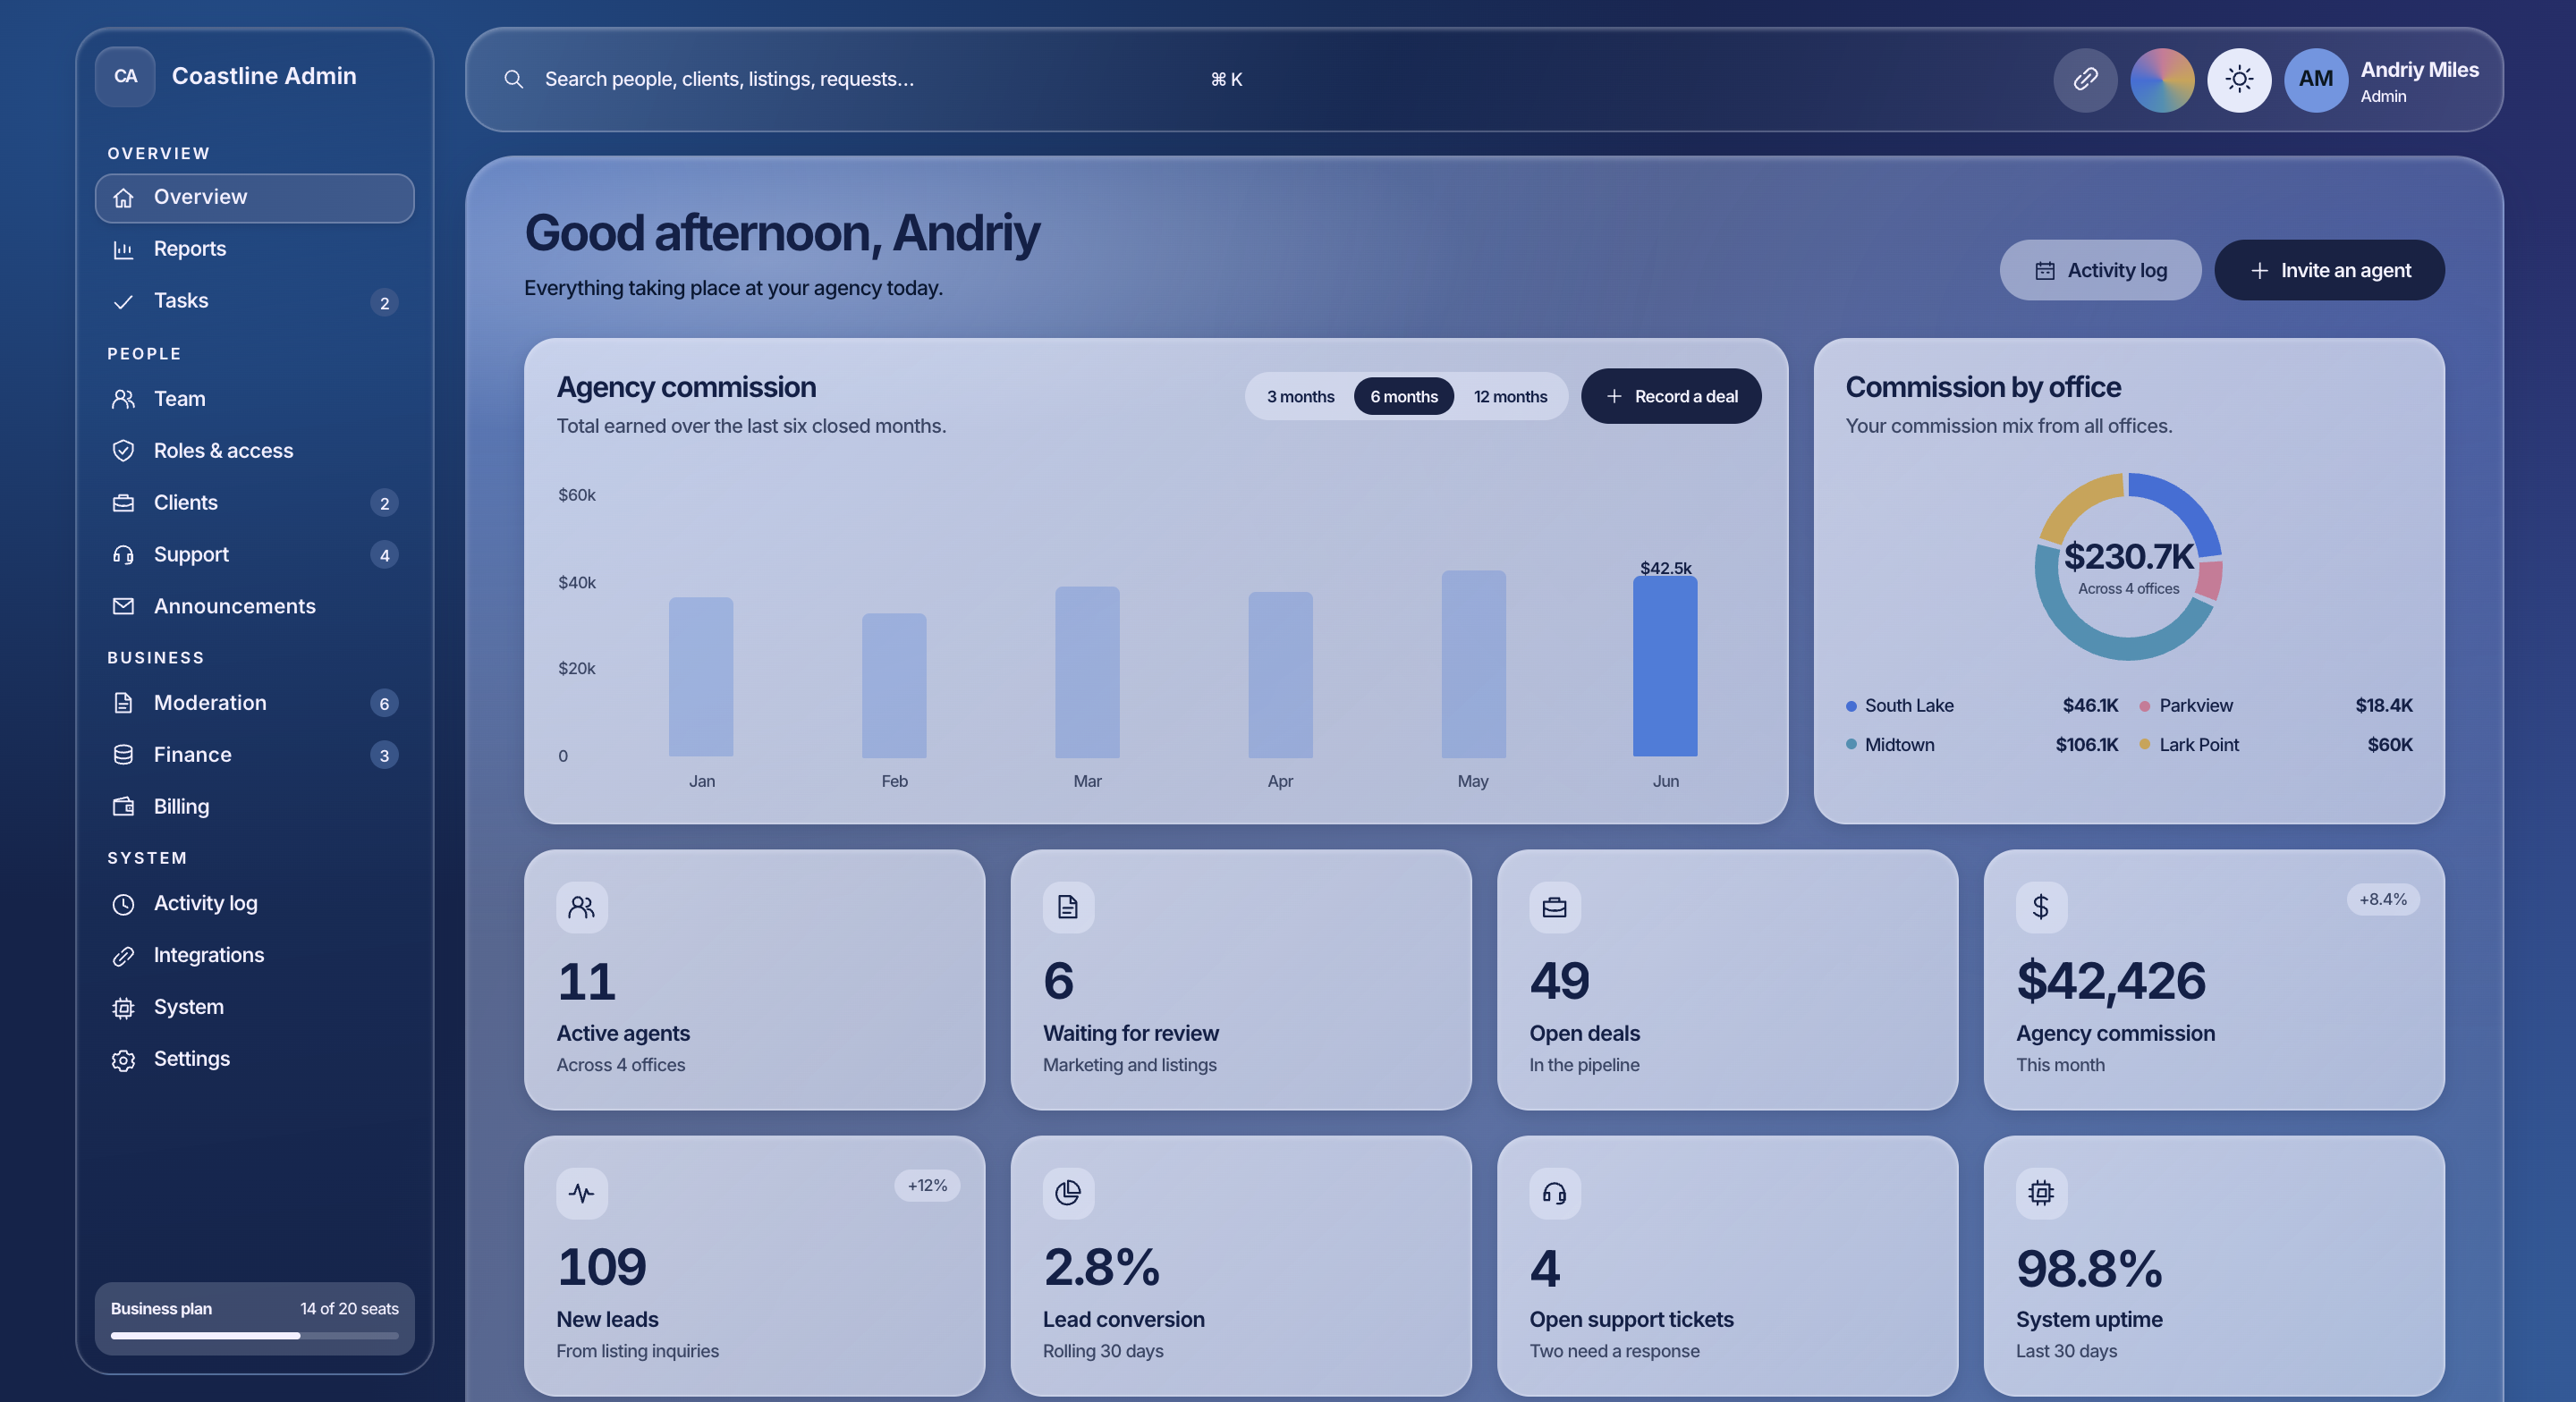 CA
Coastline Admin
OVERVIEW
Overview
Reports
Tasks 2
PEOPLE
Team
Roles & access
Clients 2
Support 4
Announcements
BUSINESS
Moderation 6
Finance 3
Billing
SYSTEM
Activity log
Integrations
System
Settings
Business plan 14 of 20 seats
Search people, clients, listings, requests... ⌘ K
AM
Andriy Miles
Admin
Good afternoon, Andriy
Everything taking place at your agency today.
Activity log
Invite an agent
Agency commission
Total earned over the last six closed months.
3 months 6 months 12 months
Record a deal
$60k
$40k
$20k
0
$42.5k
Jan Feb Mar Apr May Jun
Commission by office
Your commission mix from all offices.
$230.7K
Across 4 offices
South Lake $46.1K Parkview $18.4K
Midtown $106.1K Lark Point $60K
11
Active agents
Across 4 offices
6
Waiting for review
Marketing and listings
49
Open deals
In the pipeline
+8.4%
$42,426
Agency commission
This month
+12%
109
New leads
From listing inquiries
2.8%
Lead conversion
Rolling 30 days
4
Open support tickets
Two need a response
98.8%
System uptime
Last 30 days